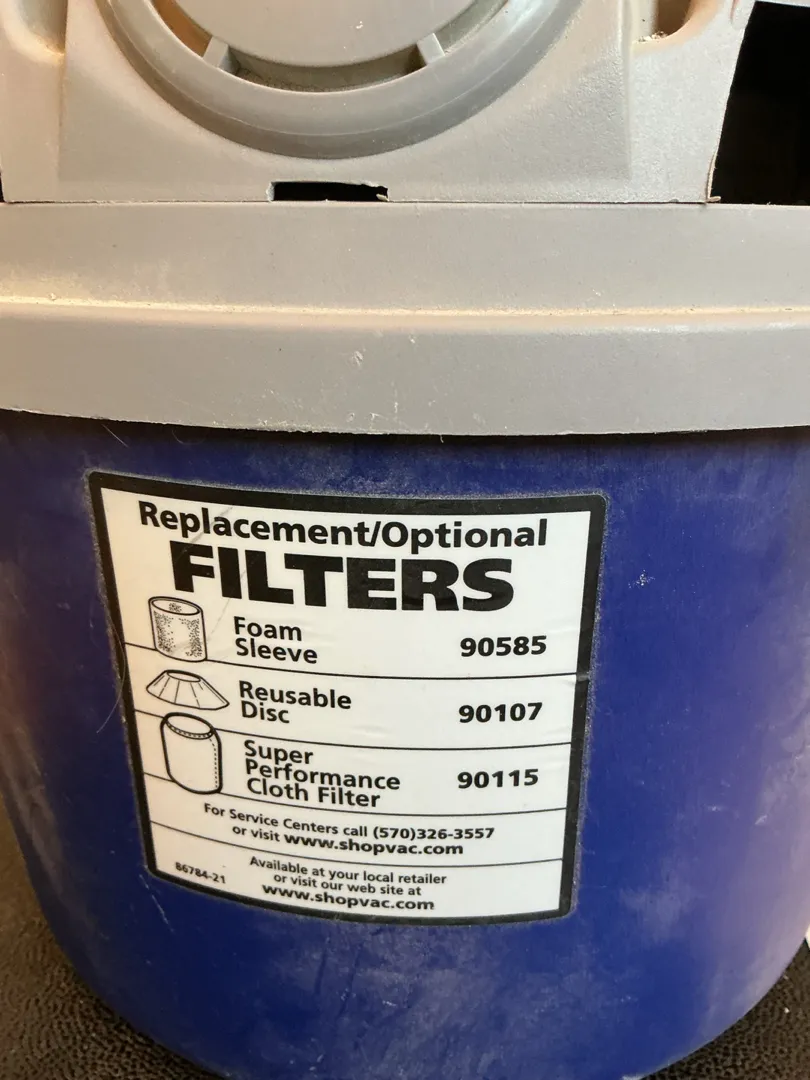 Replacement/Optional
FILTERS
Foam
Sleeve
90585
Reusable
Disc
90107
Super
Performance
Cloth Filter
90115
For Service Centers call (570)326-3557
or visit www.shopvac.com
Available at your local retailer
or visit our web site at
www.shopvac.com
86784-21